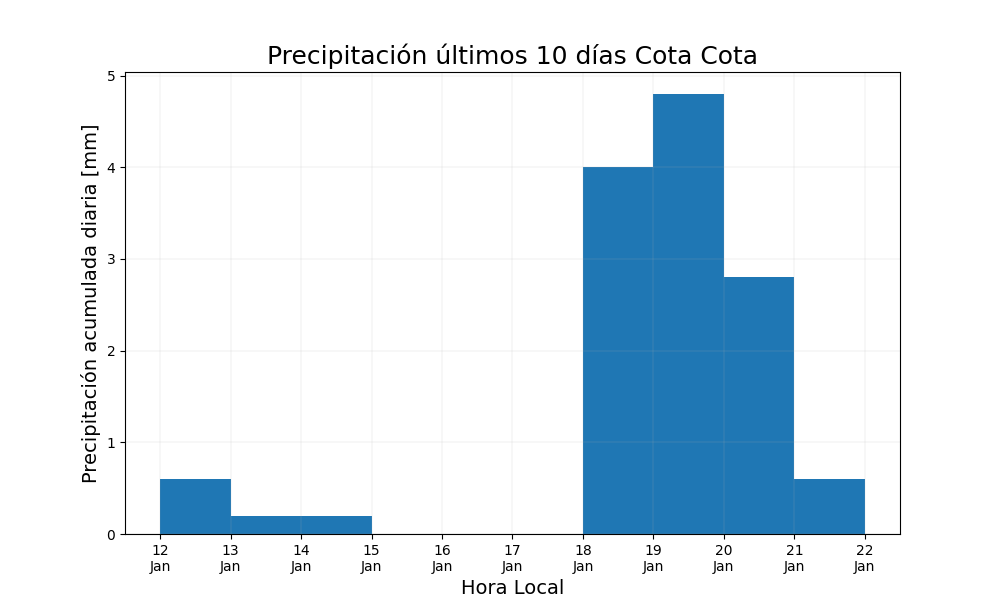 Precipitación últimos 10 días Cota Cota
Precipitación acumulada diaria [mm]
5
4
3
2
1
0
12 13 14 15 16 17 18 19 20 21 22
Jan Jan Jan Jan Jan Jan Jan Jan Jan Jan Jan
Hora Local